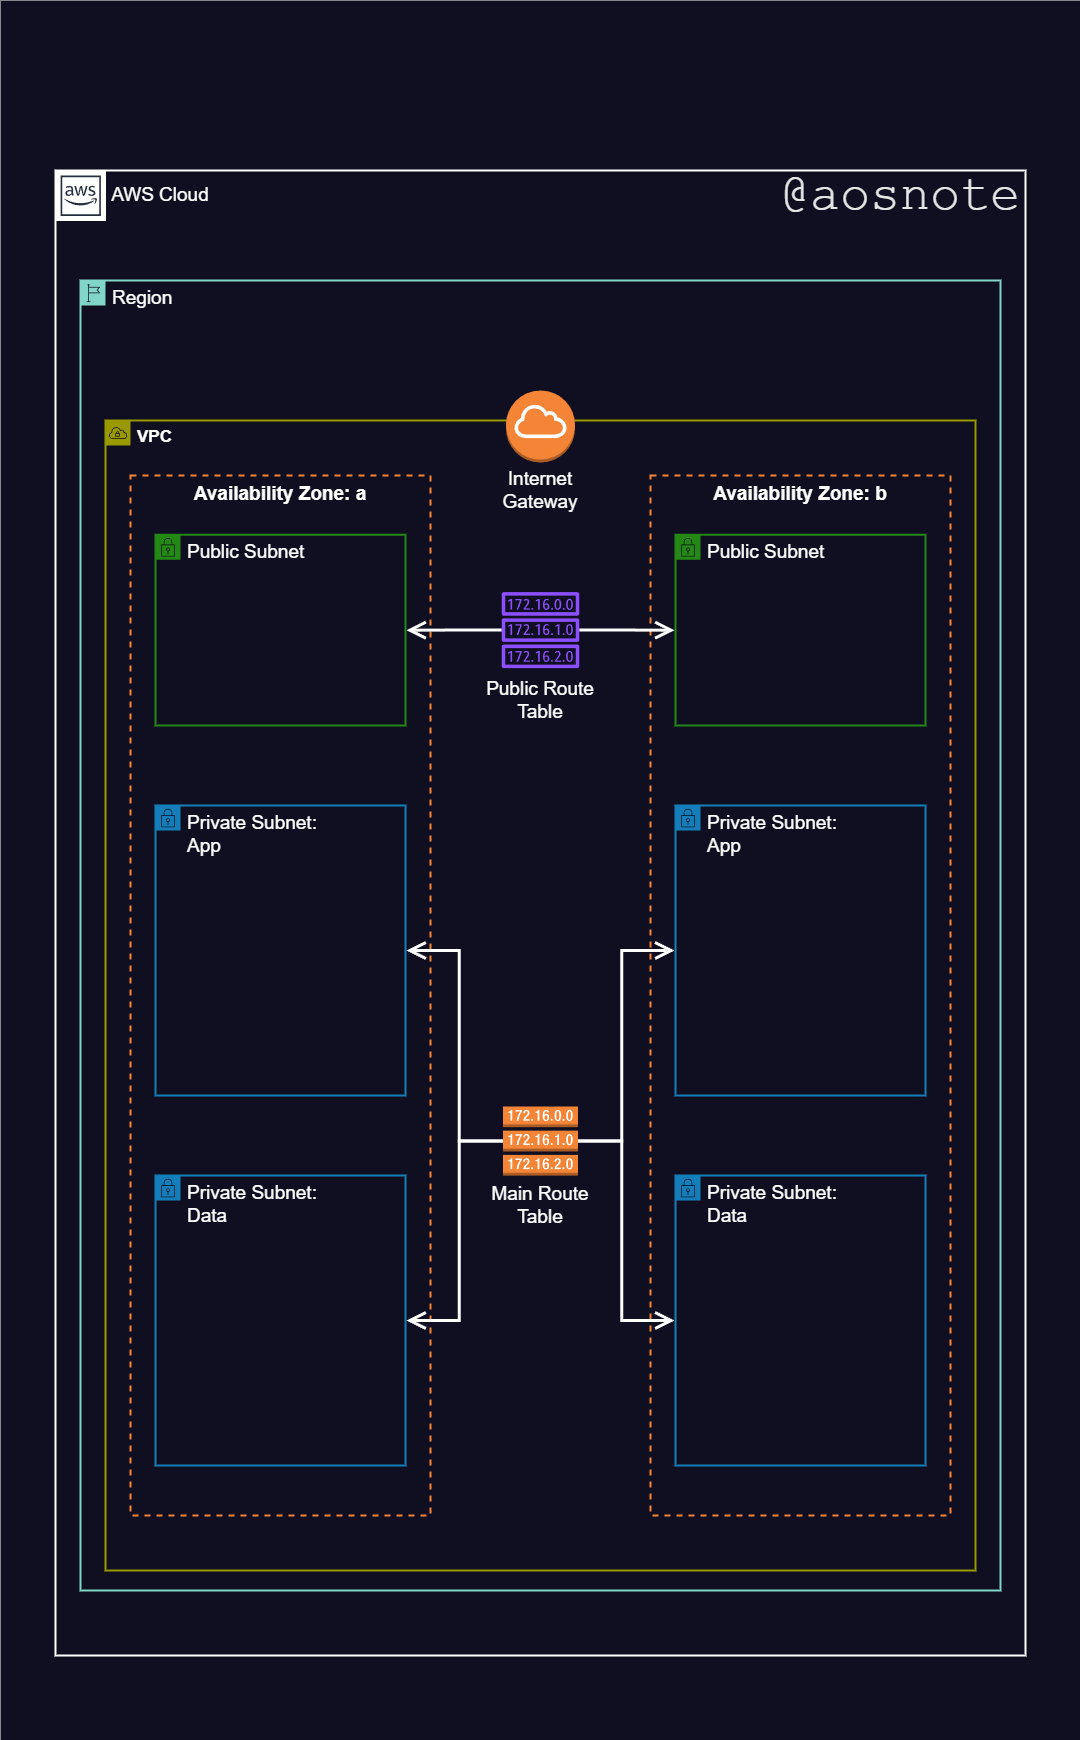 aws
AWS Cloud
@aosnote
Region
VPC
Internet
Gateway
Availability Zone: a
Availability Zone: b
Public Subnet
Public Subnet
172.16.0.0
172.16.1.0
172.16.2.0
Public Route
Table
Private Subnet:
App
Private Subnet:
App
172.16.0.0
172.16.1.0
172.16.2.0
Main Route
Table
Private Subnet:
Data
Private Subnet:
Data